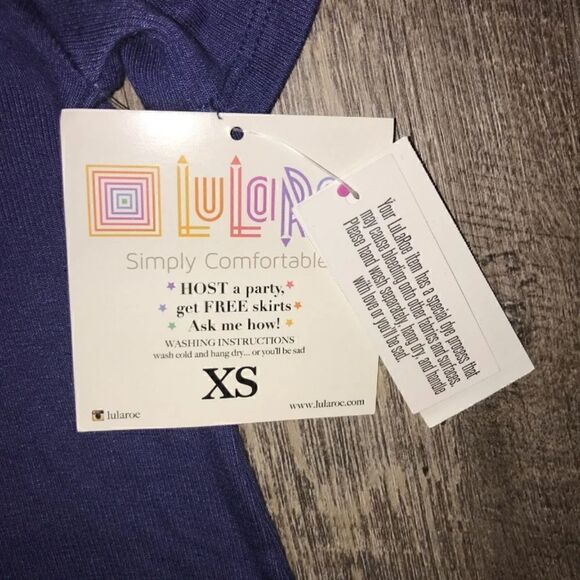 LuLaRo
Simply Comfortable
HOST a party,
get FREE skirts
Ask me how!
WASHING INSTRUCTIONS
wash cold and hang dry... or you'll be sad
XS
lularoe
www.lularoe.com
Your LuLaRoe item has a special dye process that
may cause bleeding onto other fabrics and surfaces.
Please hand wash separately, hang dry, and handle
with love or you'll be sad.